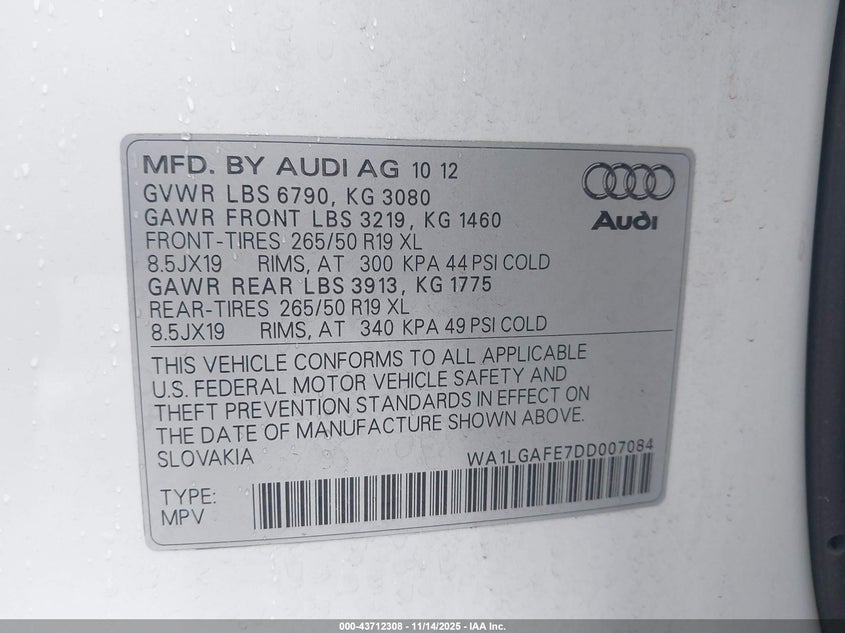 MFD. BY AUDI AG 10 12
GVWR LBS 6790, KG 3080
GAWR FRONT LBS 3219, KG 1460
FRONT-TIRES 265/50 R19 XL
8.5JX19 RIMS, AT 300 KPA 44 PSI COLD
GAWR REAR LBS 3913, KG 1775
REAR-TIRES 265/50 R19 XL
8.5JX19 RIMS, AT 340 KPA 49 PSI COLD
Audi
THIS VEHICLE CONFORMS TO ALL APPLICABLE
U.S. FEDERAL MOTOR VEHICLE SAFETY AND
THEFT PREVENTION STANDARDS IN EFFECT ON
THE DATE OF MANUFACTURE SHOWN ABOVE.
SLOVAKIA WA1LGAFE7DD007084
TYPE:
MPV
000-43712308 - 11/14/2025 - IAA Inc.